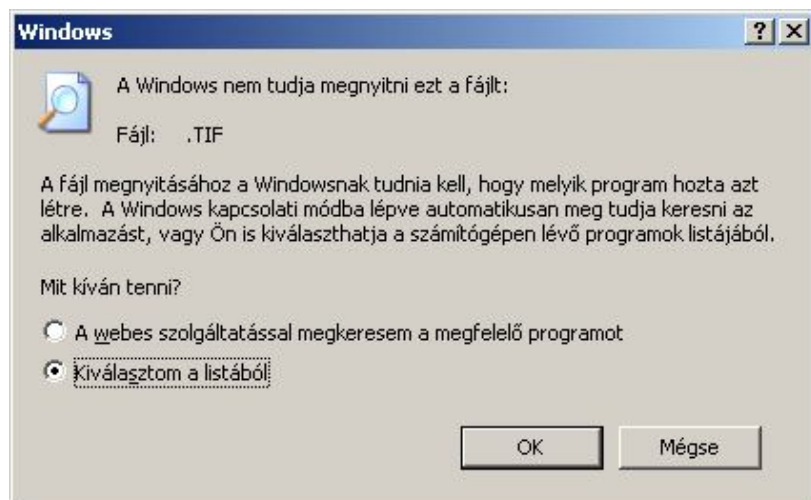 Windows
A Windows nem tudja megnyitni ezt a fájlt:
Fájl: .TIF
A fájl megnyitásához a Windowsnak tudnia kell, hogy melyik program hozta azt
létre. A Windows kapcsolati módba lépve automatikusan meg tudja keresni az
alkalmazást, vagy Ön is kiválaszthatja a számítógépen lévő programok listájából.
Mit kíván tenni?
A webes szolgáltatással megkeresem a megfelelő programot
Kiválasztom a listából
OK Mégse